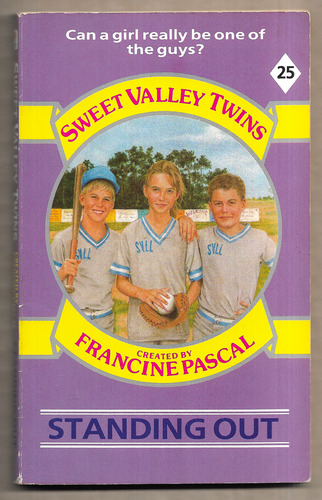 Can a girl really be one of
the guys?
25
SWEET VALLEY TWINS
SVLL
SVLL
CREATED BY
FRANCINE PASCAL
STANDING OUT